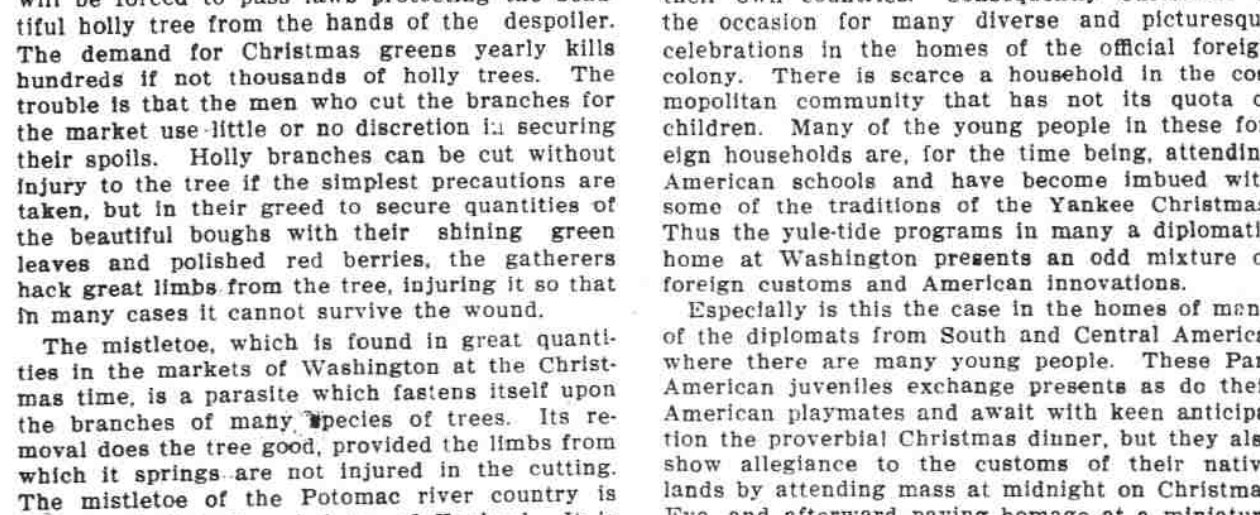 will be forced to pass laws protecting the beau-
tiful holly tree from the hands of the despoiler.
The demand for Christmas greens yearly kills
hundreds if not thousands of holly trees. The
trouble is that the men who cut the branches for
the market use little or no discretion in securing
their spoils. Holly branches can be cut without
injury to the tree if the simplest precautions are
taken, but in their greed to secure quantities of
the beautiful boughs with their shining green
leaves and polished red berries, the gatherers
hack great limbs from the tree, injuring it so that
in many cases it cannot survive the wound.
The mistletoe, which is found in great quanti-
ties in the markets of Washington at the Christ-
mas time, is a parasite which fastens itself upon
the branches of many species of trees. Its re-
moval does the tree good, provided the limbs from
which it springs are not injured in the cutting.
The mistletoe of the Potomac river country is
their own countries.
the occasion for many diverse and picturesqu
celebrations in the homes of the official foreig
colony. There is scarce a household in the co
mopolitan community that has not its quota
children. Many of the young people in these fo
eign households are, for the time being, attendin
American schools and have become imbued wit
some of the traditions of the Yankee Christma
Thus the yule-tide programs in many a diplomati
home at Washington presents an odd mixture
foreign customs and American innovations.
Especially is this the case in the homes of man
of the diplomats from South and Central America
where there are many young people. These Pa
American juveniles exchange presents as do thei
American playmates and await with keen anticipa
tion the proverbial Christmas dinner, but they als
show allegiance to the customs of their nativ
lands by attending mass at midnight on Christma
Eve, and afterward paying homage at a miniatur